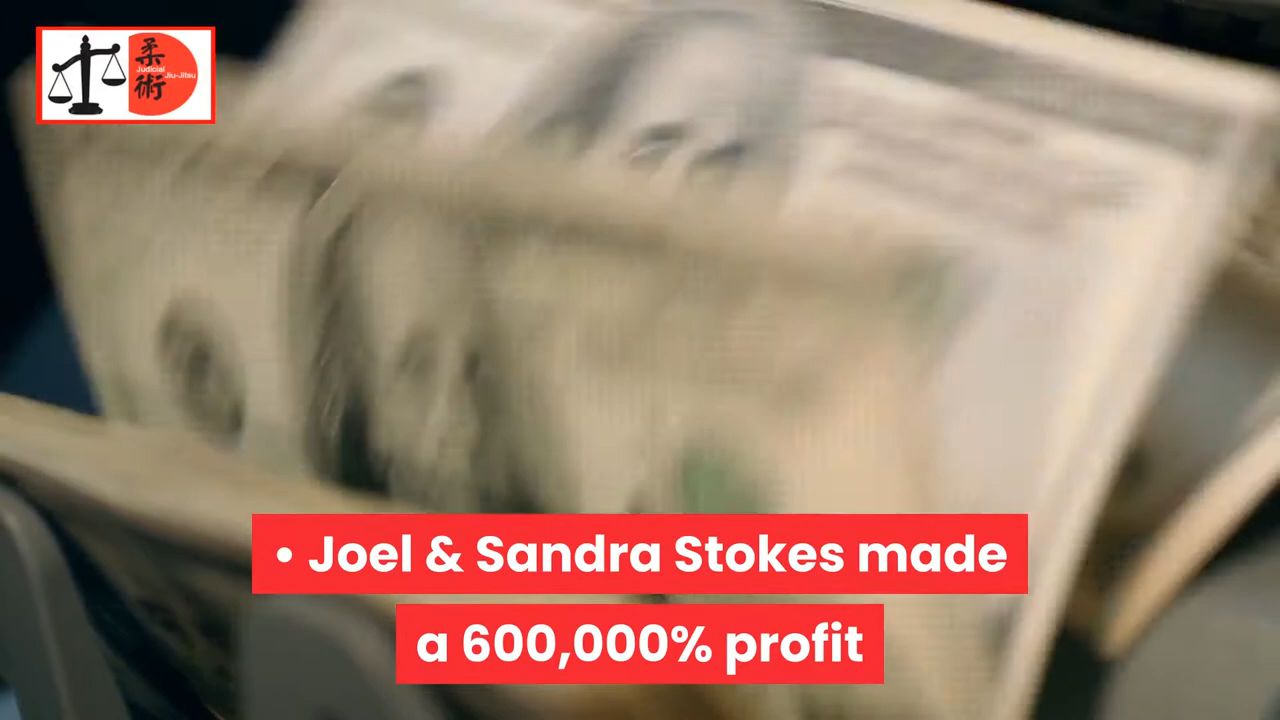 柔
Judicial
Jiu-Jitsu
術
• Joel & Sandra Stokes made
a 600,000% profit